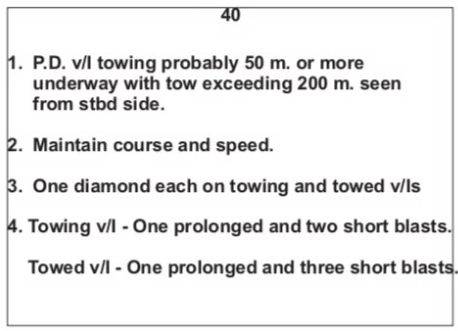 40
1. P.D. v/l towing probably 50 m. or more
underway with tow exceeding 200 m. seen
from stbd side.
2. Maintain course and speed.
3. One diamond each on towing and towed v/ls
4. Towing v/l - One prolonged and two short blasts.
Towed v/l - One prolonged and three short blasts.